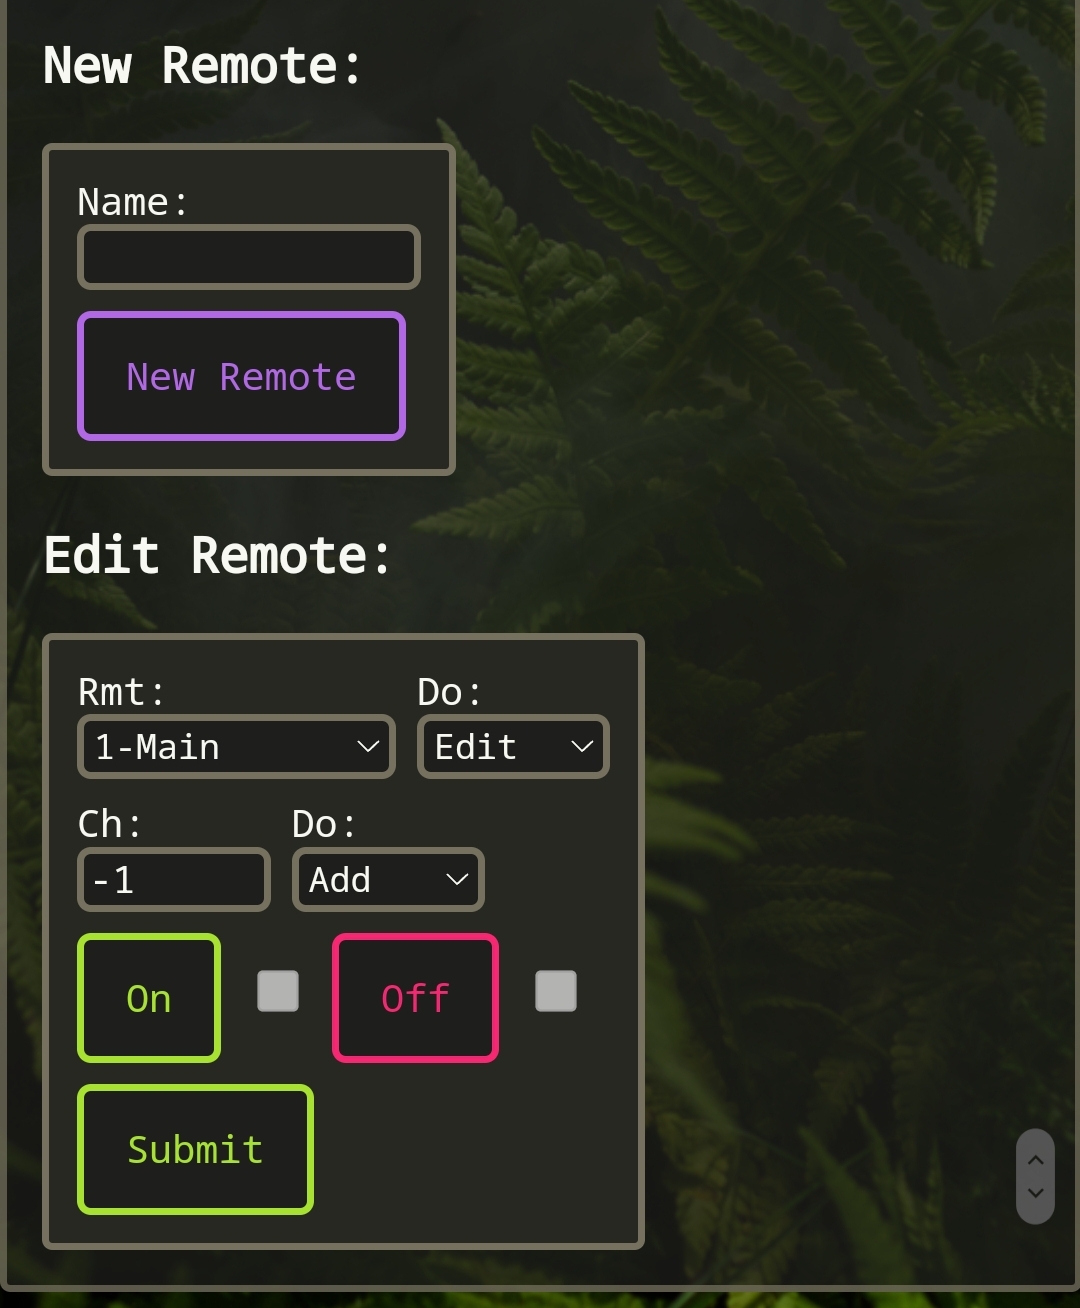 New Remote:
Name:
New Remote
Edit Remote:
Rmt: Do:
1-Main Edit
Ch: Do:
-1 Add
On Off
Submit